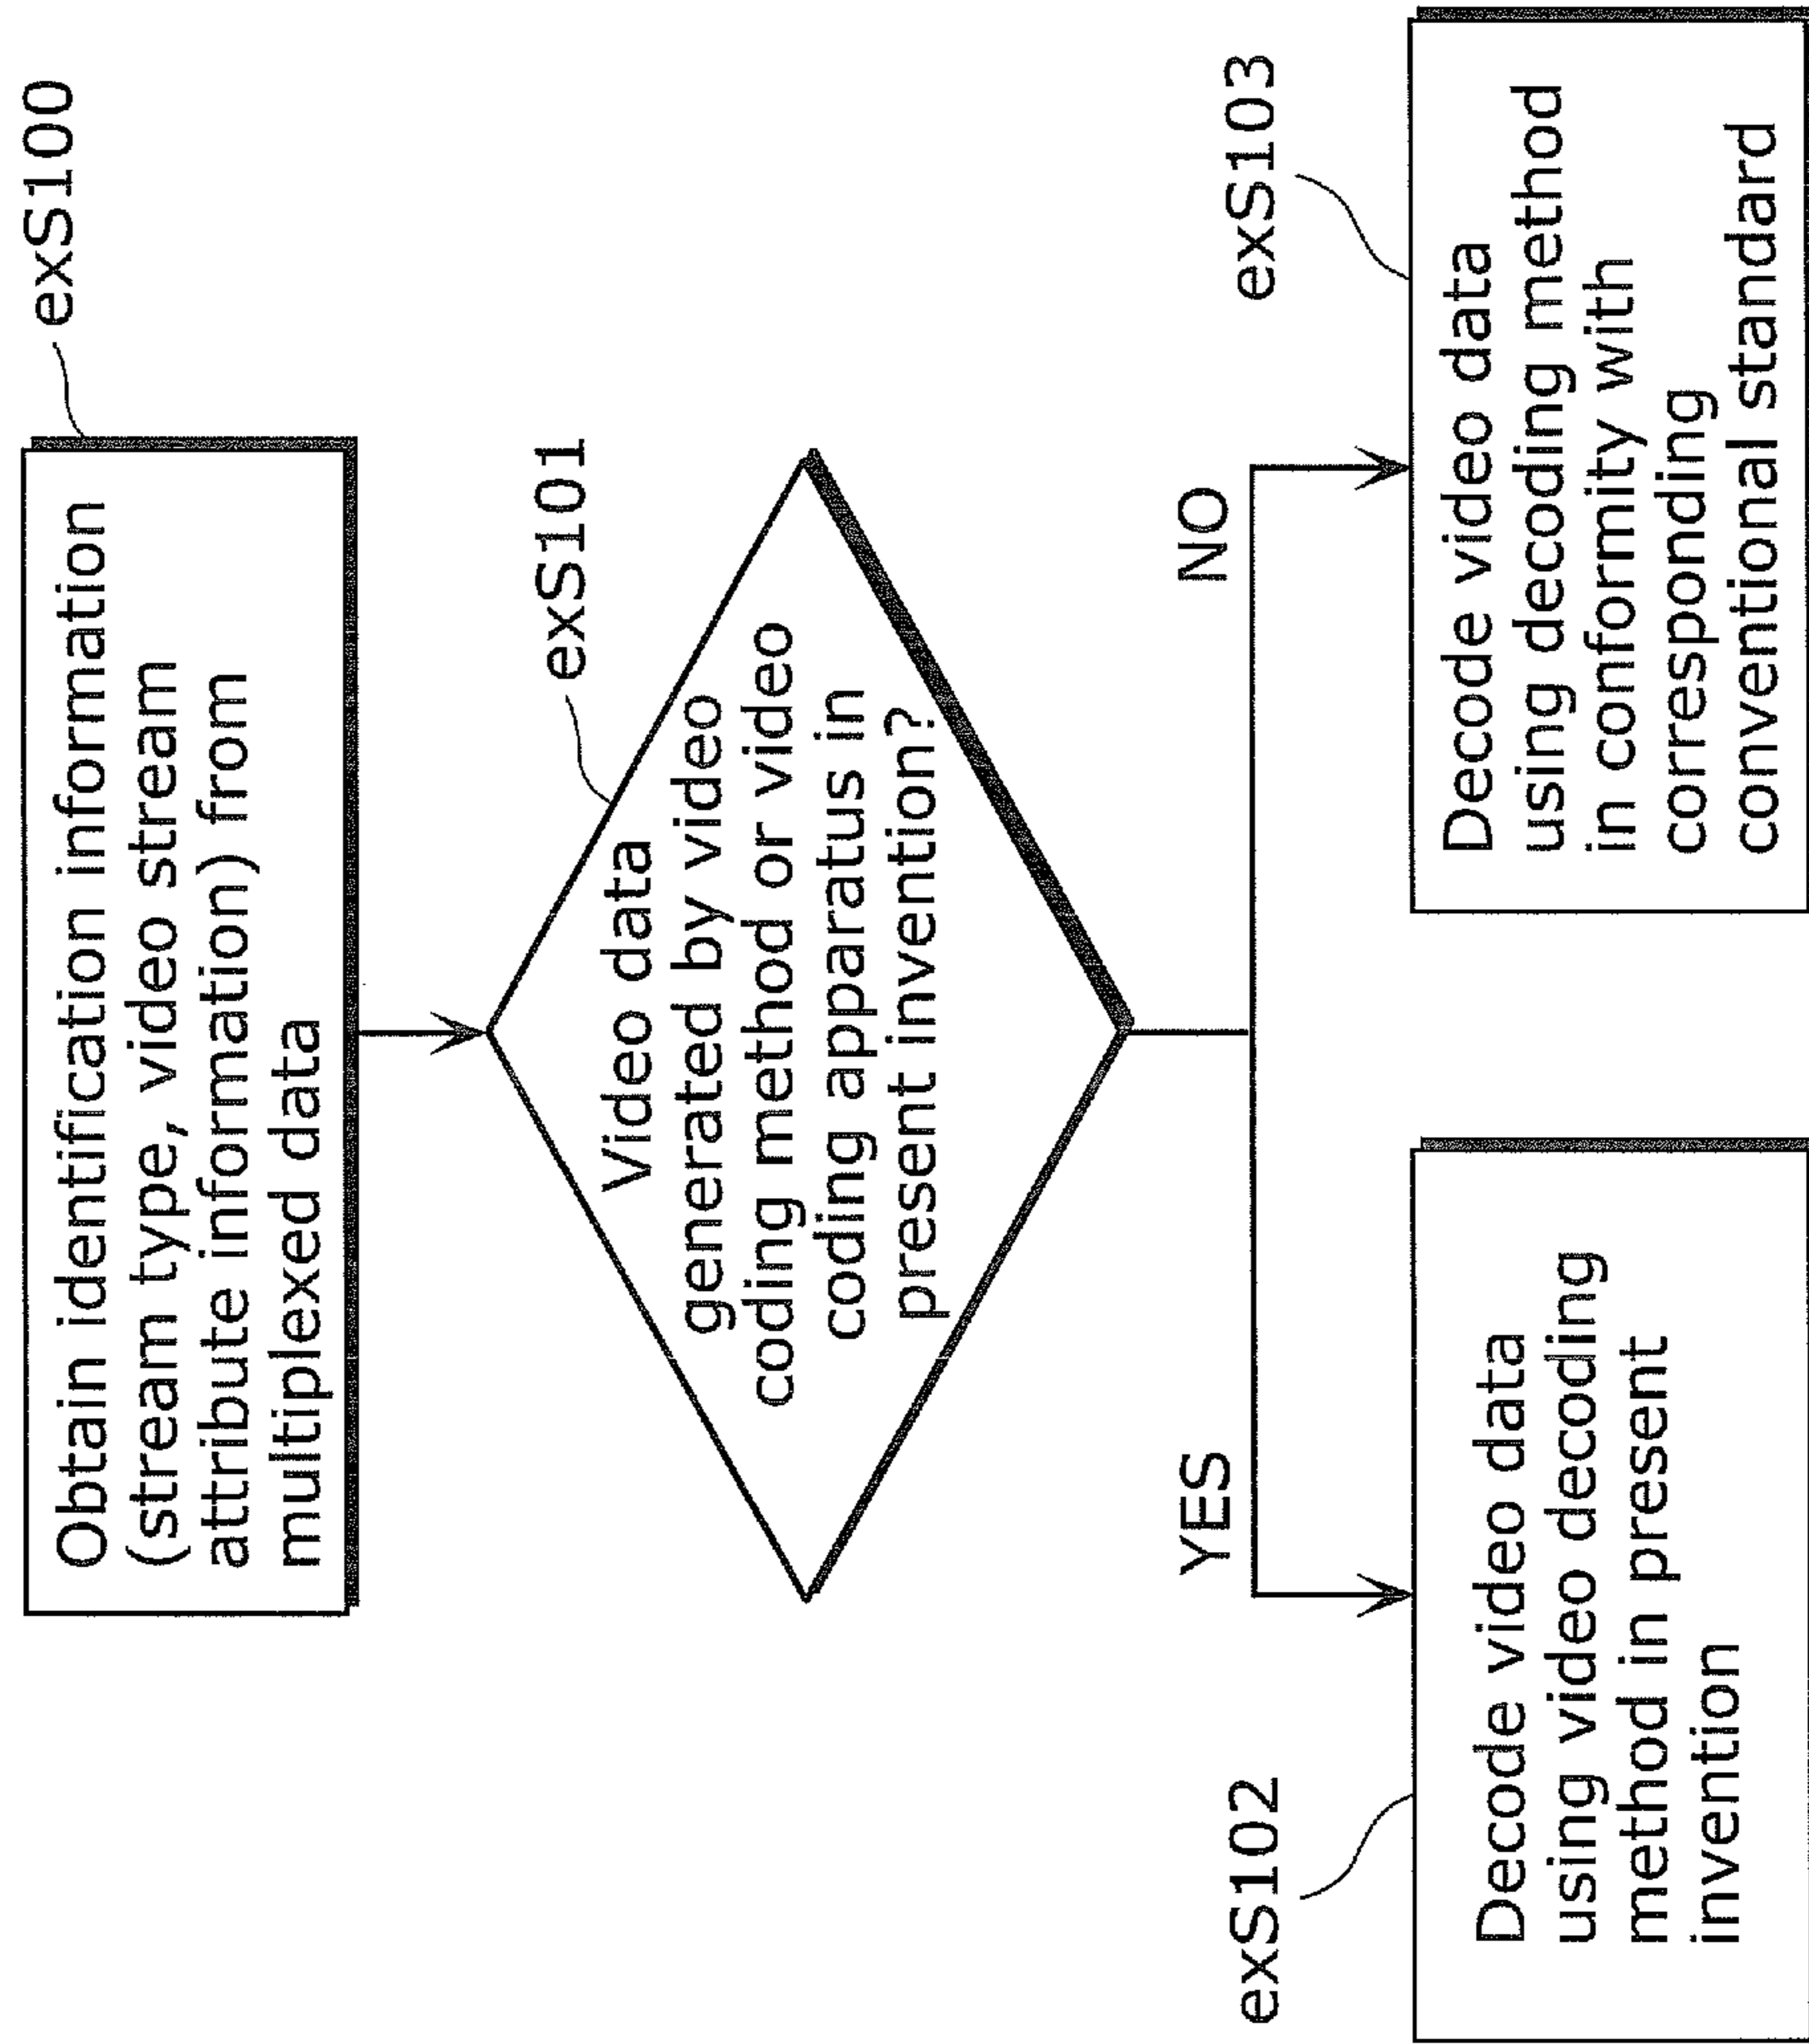 exS100
Obtain identification information
(stream type, video stream
attribute information) from
multiplexed data
exS101
Video data
generated by video
coding method or video
coding apparatus in
present invention?
YES
NO
exS102
Decode video data
using video decoding
method in present
invention
exS103
Decode video data
using decoding method
in conformity with
corresponding
conventional standard